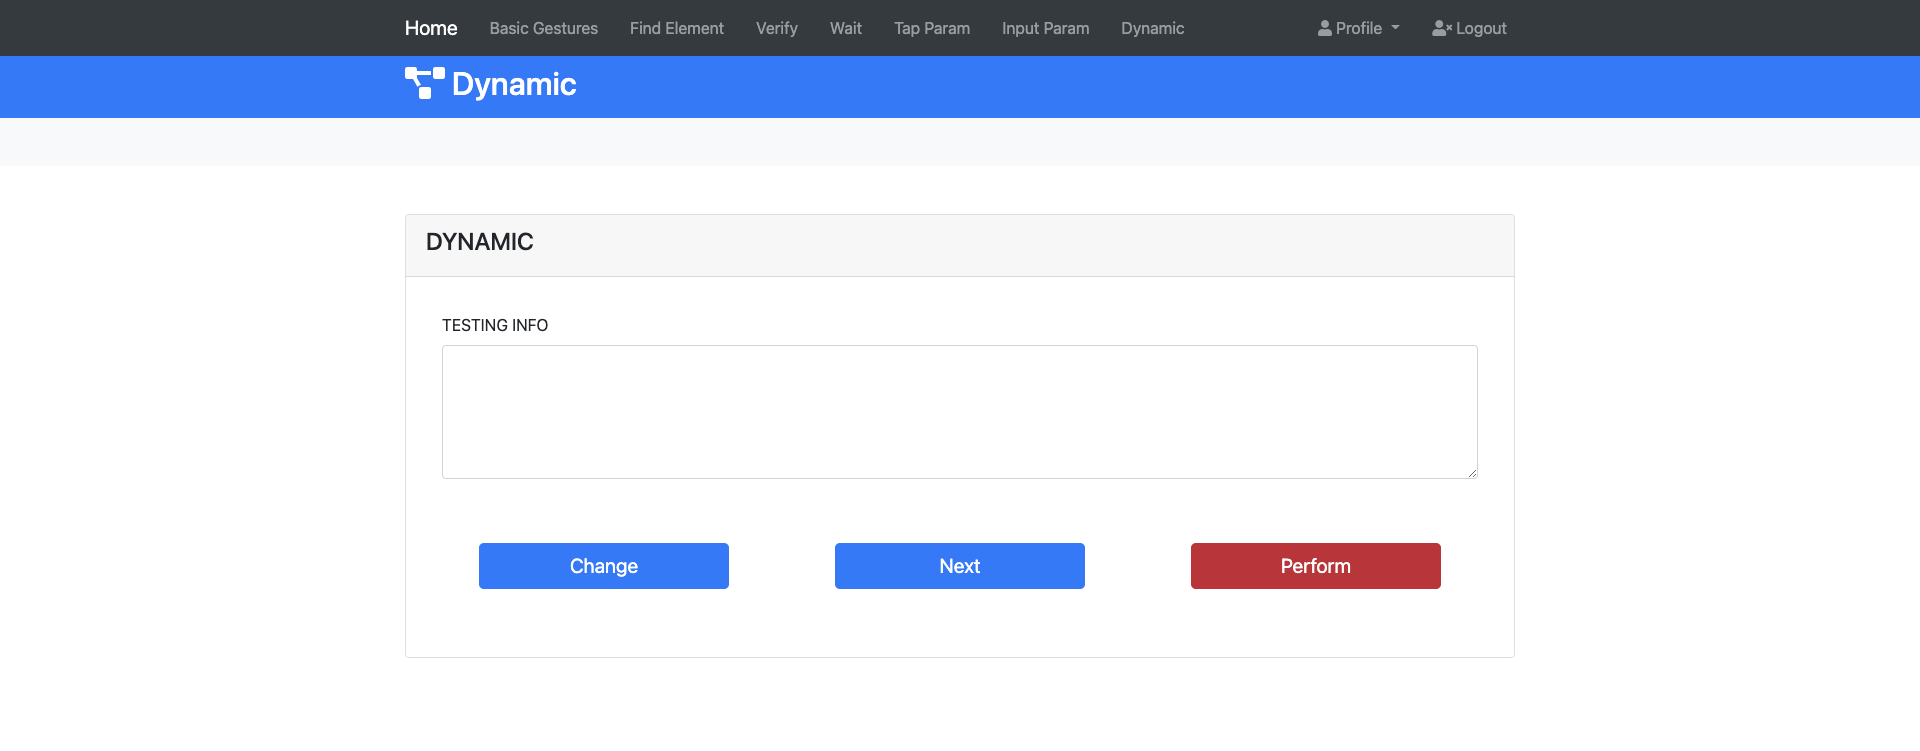 Home Basic Gestures Find Element Verify Wait Tap Param Input Param Dynamic Profile Logout
Dynamic
DYNAMIC
TESTING INFO
Change Next Perform